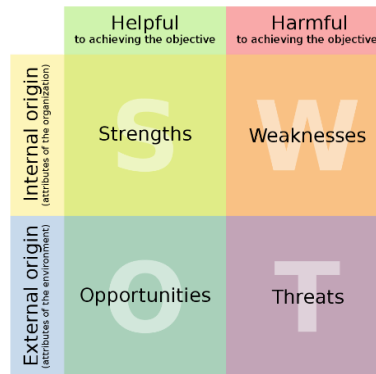 Helpful
to achieving the objective
Harmful
to achieving the objective
Internal origin
(attributes of the organization)
S
Strengths
W
Weaknesses
External origin
(attributes of the environment)
O
Opportunities
T
Threats